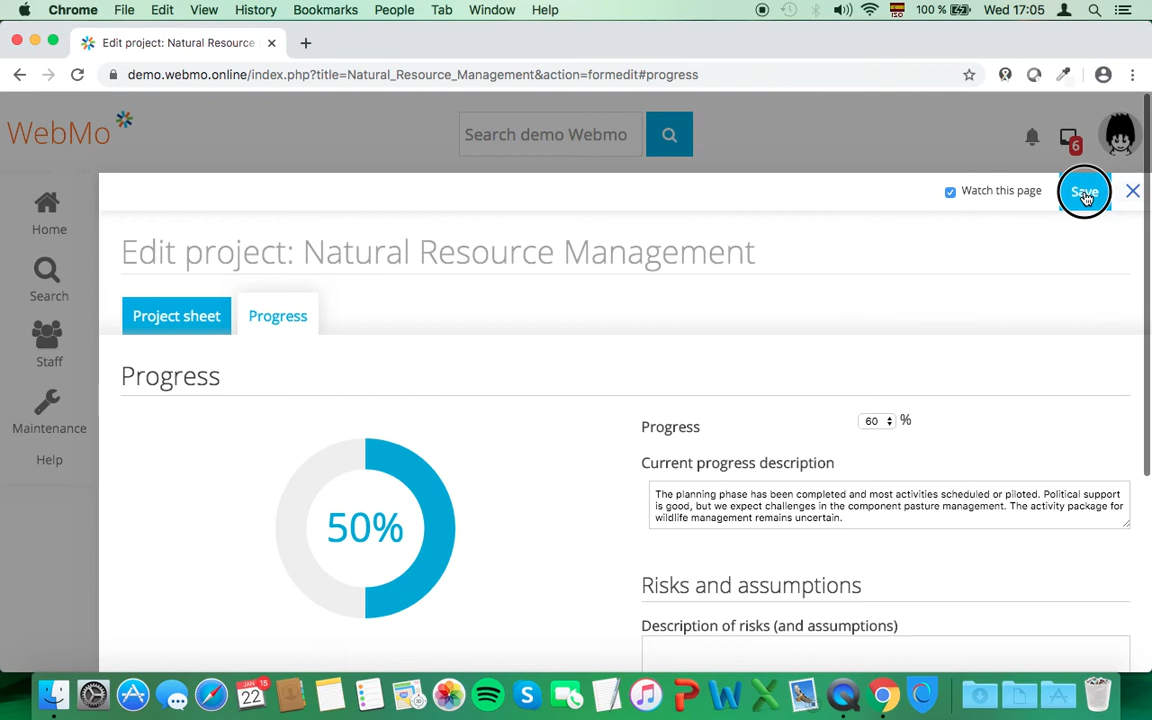 Chrome File Edit View History Bookmarks People Tab Window Help ISO 100 % Wed 17:05
Edit project: Natural Resource
demo.webmo.online/index.php?title=Natural_Resource_Management&action=formedit#progress
WebMo Search demo Webmo 6
Watch this page Save
Home
Search
Staff
Maintenance
Help
Edit project: Natural Resource Management
Project sheet Progress
Progress
50%
Progress 60 %
Current progress description
The planning phase has been completed and most activities scheduled or piloted. Political support
is good, but we expect challenges in the component pasture management. The activity package for
wildlife management remains uncertain.
Risks and assumptions
Description of risks (and assumptions)
JAN 15
22